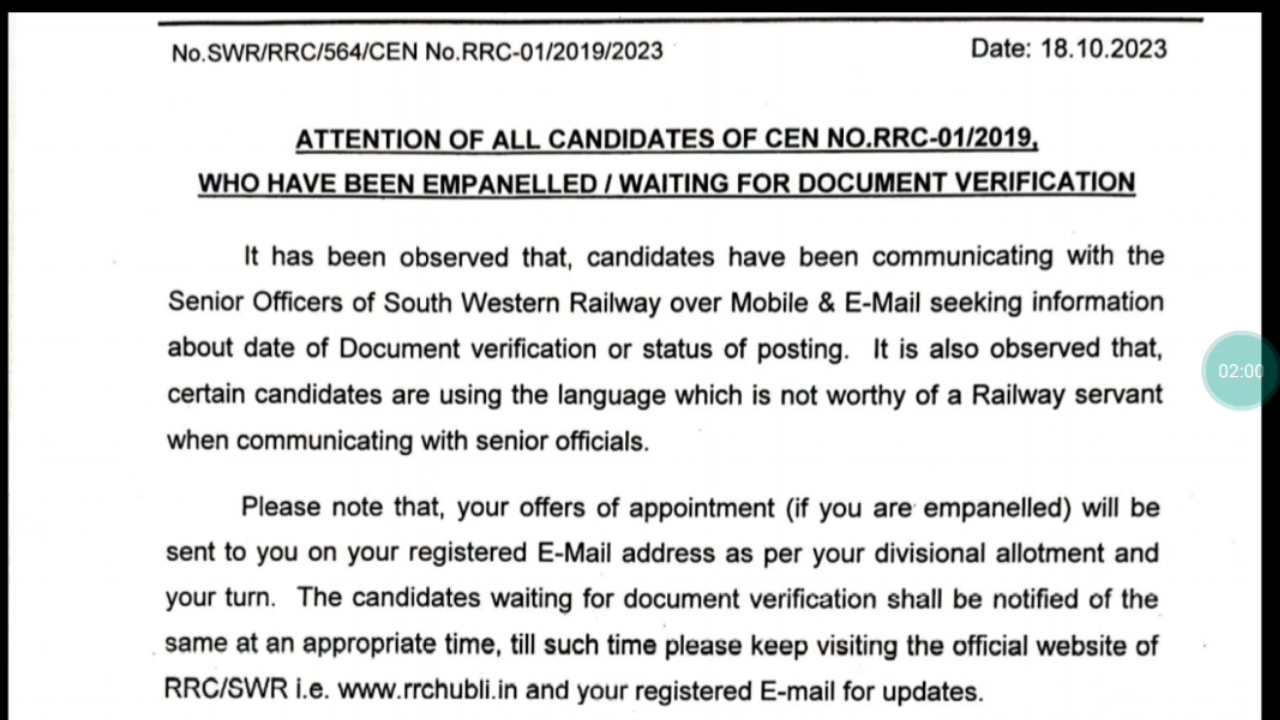 No.SWR/RRC/564/CEN No.RRC-01/2019/2023
Date: 18.10.2023
ATTENTION OF ALL CANDIDATES OF CEN NO.RRC-01/2019,
WHO HAVE BEEN EMPANELLED / WAITING FOR DOCUMENT VERIFICATION
It has been observed that, candidates have been communicating with the
Senior Officers of South Western Railway over Mobile & E-Mail seeking information
about date of Document verification or status of posting. It is also observed that,
certain candidates are using the language which is not worthy of a Railway servant
when communicating with senior officials.
02:00
Please note that, your offers of appointment (if you are empanelled) will be
sent to you on your registered E-Mail address as per your divisional allotment and
your turn. The candidates waiting for document verification shall be notified of the
same at an appropriate time, till such time please keep visiting the official website of
RRC/SWR i.e. www.rrchubli.in and your registered E-mail for updates.